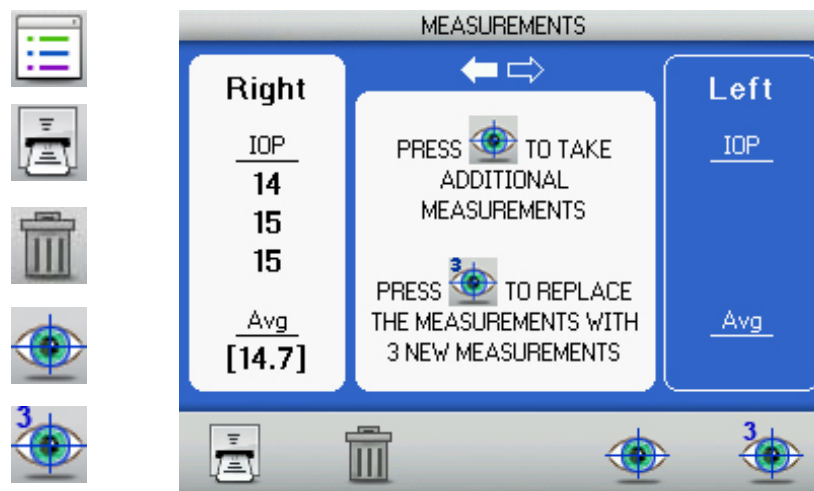 MEASUREMENTS
Right
IOP
14
15
15
Avg
[14.7]
PRESS TO TAKE
ADDITIONAL
MEASUREMENTS
3
PRESS TO REPLACE
THE MEASUREMENTS WITH
3 NEW MEASUREMENTS
Left
IOP
Avg
3
3